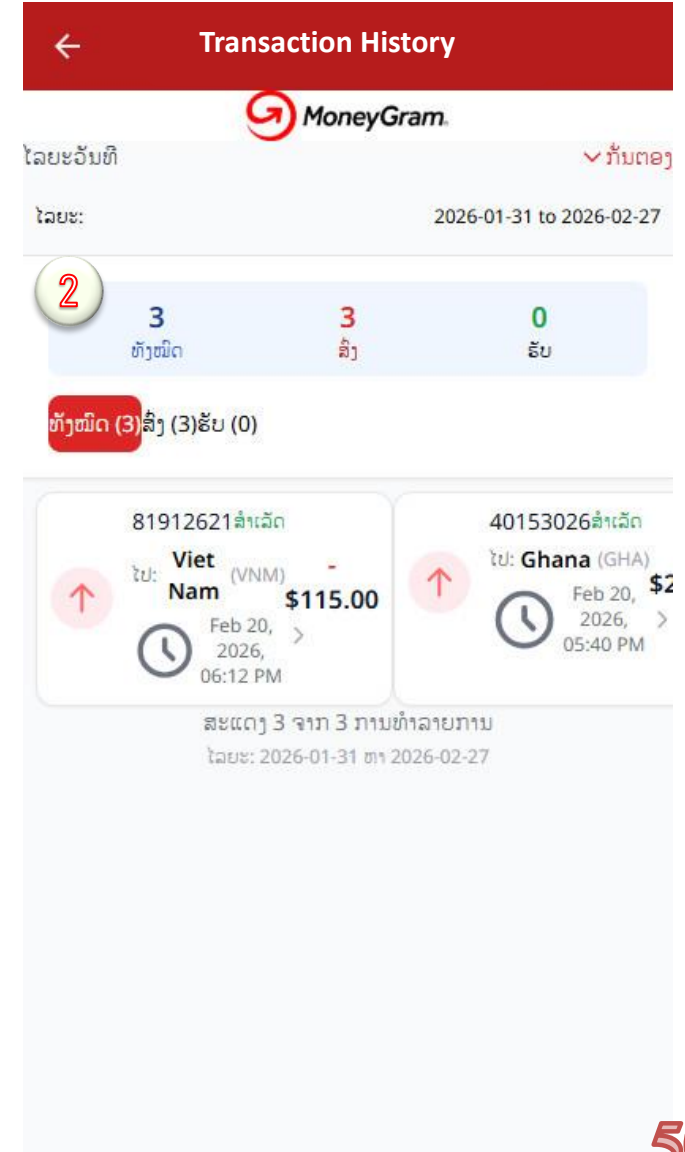 Transaction History
MoneyGram.
ໄລຍະວັນທີ
ກັ່ນຕອງ
ໄລຍະ:
2026-01-31 to 2026-02-27
2
3 3 0
ທັງໝົດ ສົ່ງ ຮັບ
ທັງໝົດ (3)ສົ່ງ (3)ຮັບ (0)
81912621ສຳເລັດ
ໄປ: Viet Nam (VNM)
-
$115.00
Feb 20,
2026,
06:12 PM
40153026ສຳເລັດ
ໄປ: Ghana (GHA)
Feb 20,
2026,
05:40 PM
ສະແດງ 3 ຈາກ 3 ການທຳລາຍການ
ໄລຍະ: 2026-01-31 ຫາ 2026-02-27